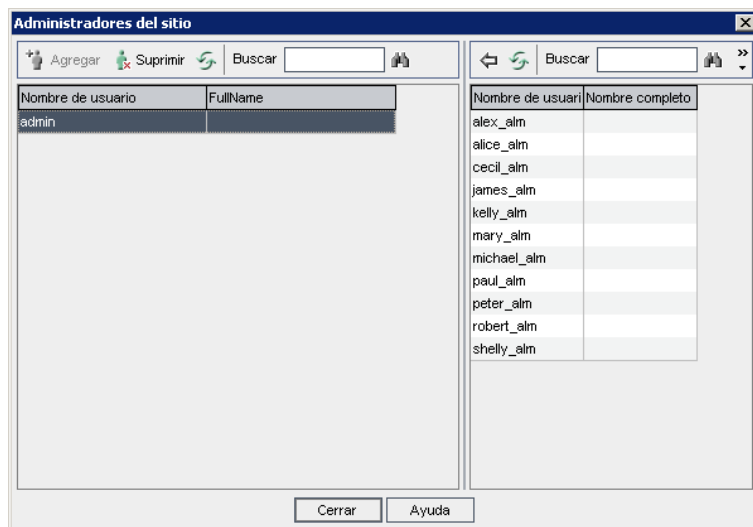 Administradores del sitio
Agregar Suprimir Buscar
Nombre de usuario FullName
admin
Buscar
Nombre de usuari Nombre completo
alex_alm
alice_alm
cecil_alm
james_alm
kelly_alm
mary_alm
michael_alm
paul_alm
peter_alm
robert_alm
shelly_alm
Cerrar Ayuda